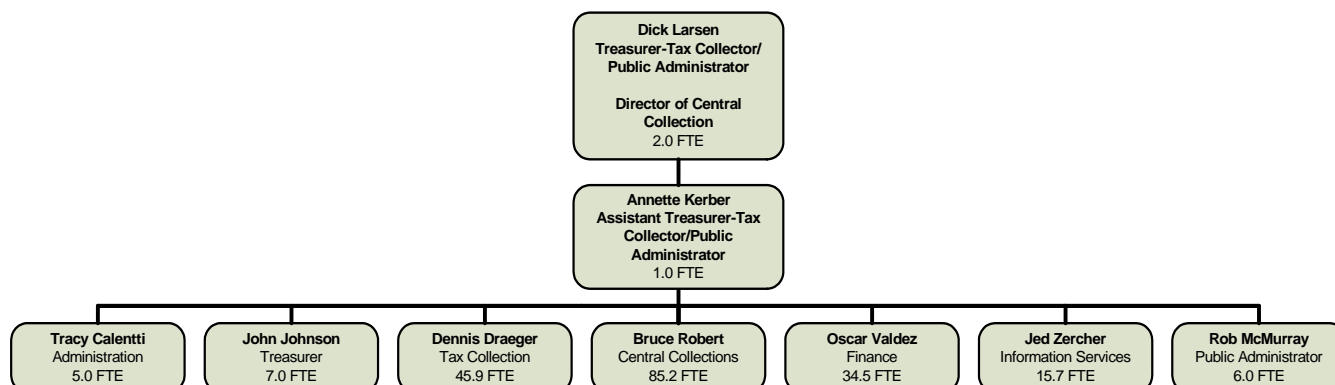 Dick Larsen
Treasurer-Tax Collector/
Public Administrator
Director of Central
Collection
2.0 FTE
Annette Kerber
Assistant Treasurer-Tax
Collector/Public
Administrator
1.0 FTE
Tracy Calentti
Administration
5.0 FTE
John Johnson
Treasurer
7.0 FTE
Dennis Draeger
Tax Collection
45.9 FTE
Bruce Robert
Central Collections
85.2 FTE
Oscar Valdez
Finance
34.5 FTE
Jed Zercher
Information Services
15.7 FTE
Rob McMurray
Public Administrator
6.0 FTE